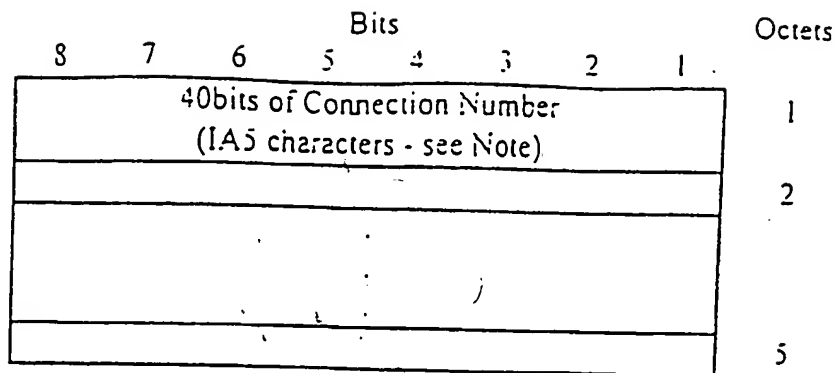 Bits Octets
8 7 6 5 4 3 2 1
40bits of Connection Number 1
(IA5 characters - see Note)
2
5